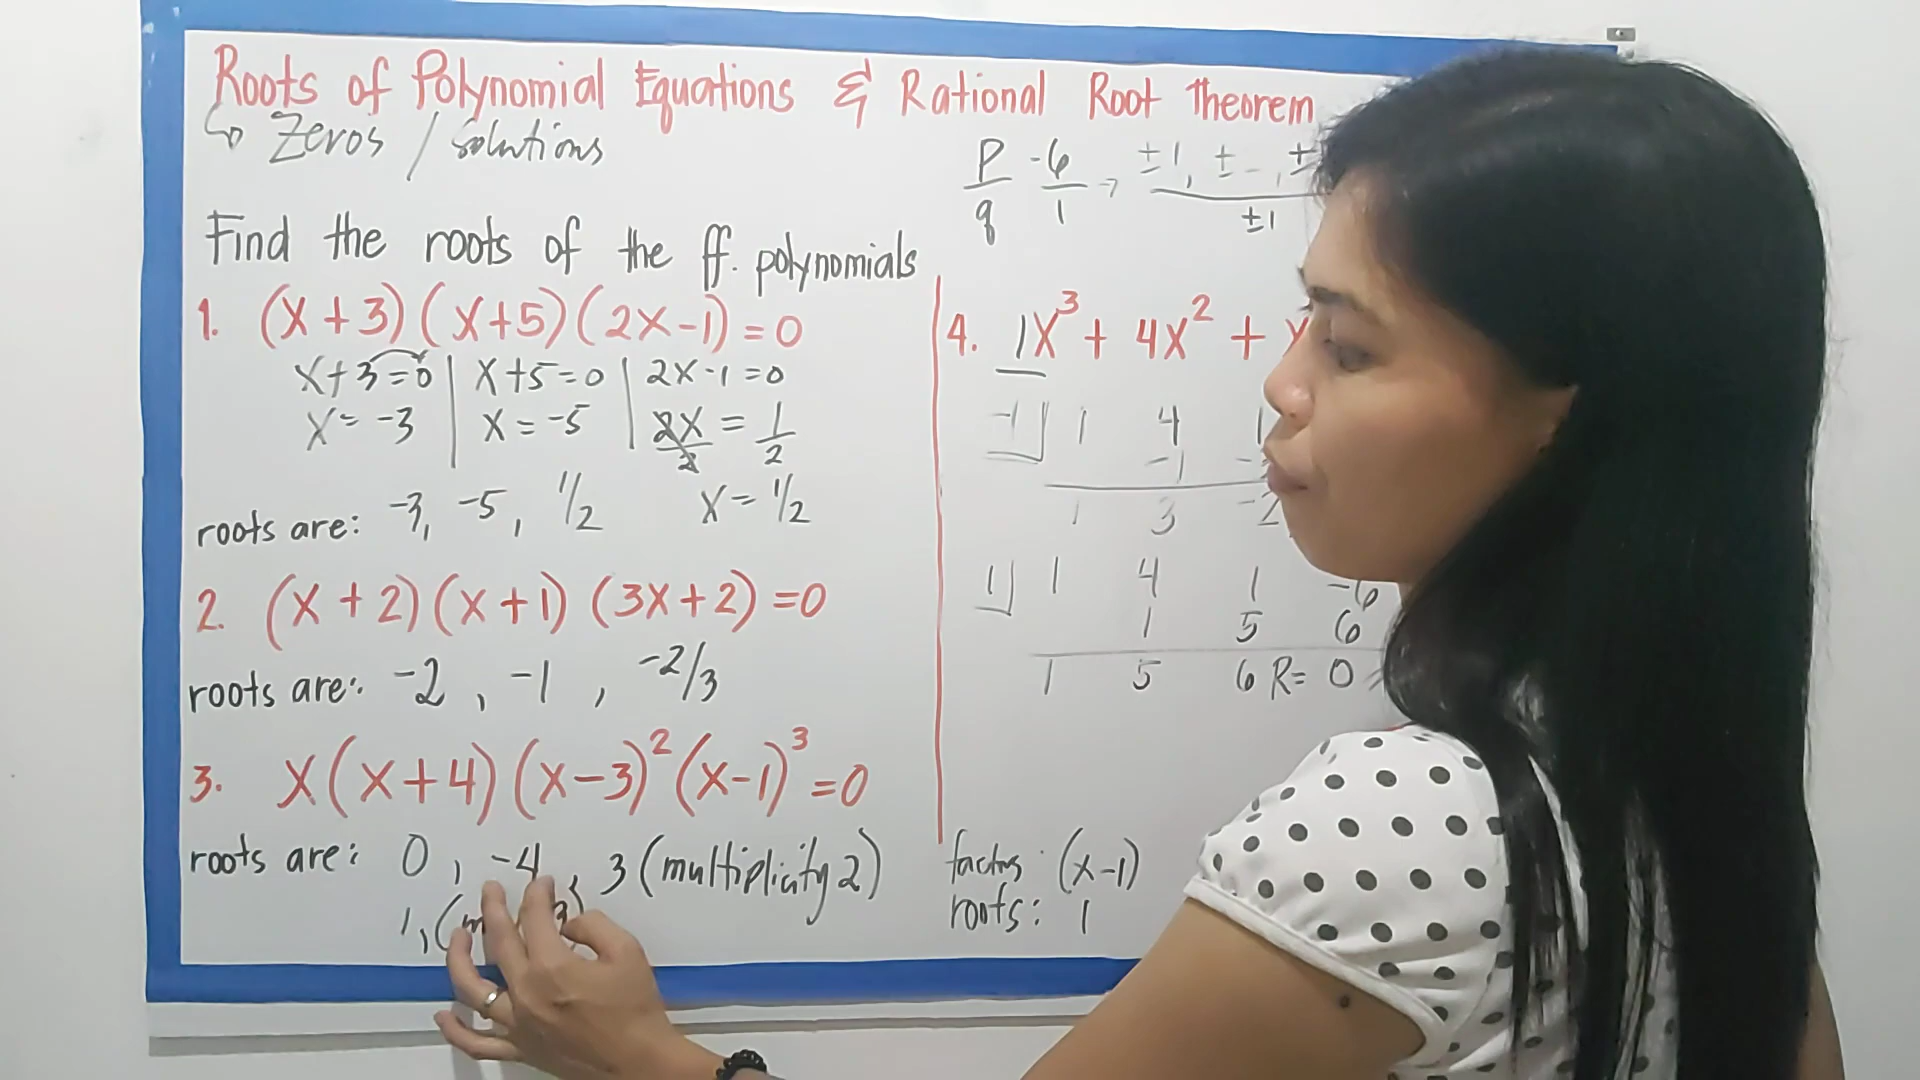 Roots of Polynomial Equations & Rational Root Theorem
↳ Zeros / Solutions
Find the roots of the ff. polynomials
1. (x+3)(x+5)(2x-1)=0
x+3=0 | x+5=0 | 2x-1=0
x=-3 | x=-5 | 2x/2 = 1/2
roots are: -3, -5, 1/2 x=1/2
2. (x+2)(x+1)(3x+2)=0
roots are: -2, -1, -2/3
3. x(x+4)(x-3)²(x-1)³=0
roots are: 0, -4, 3 (multiplicity 2)
1, (m 3)
P/q -6/1 → ±1, ± -, ±
±1
4. 1x³ + 4x² + x
-1 | 1 4 1
-1 -3
1 3 -2
1 | 1 4 1 -6
1 5 6
1 5 6 R= 0
factors: (x-1)
roots: 1